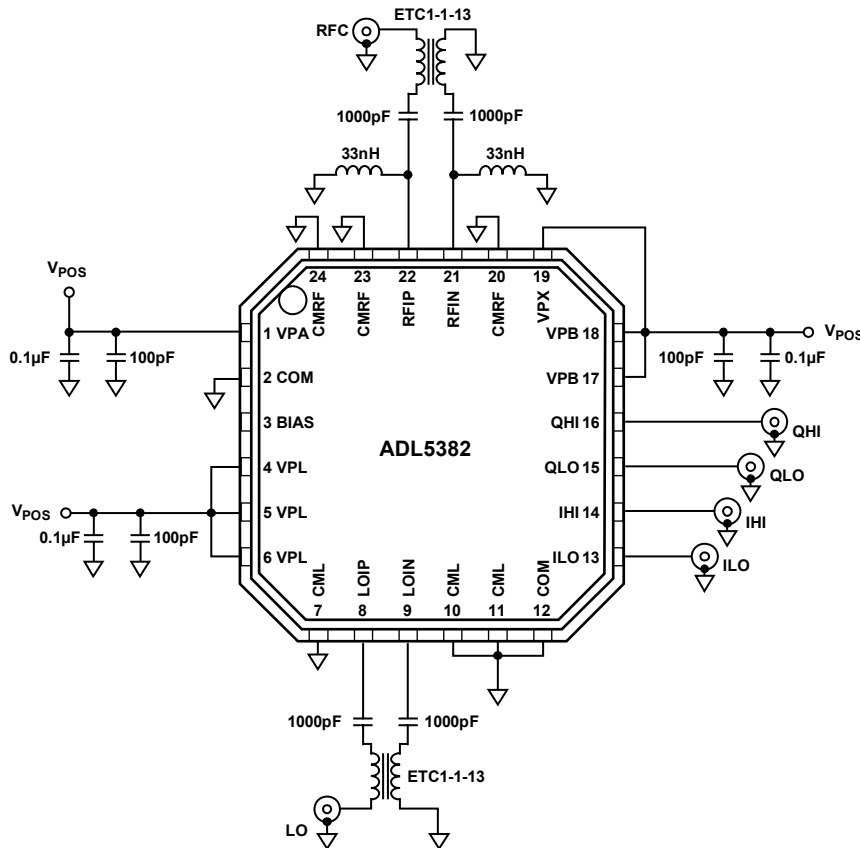 ETC1-1-13
RFC
1000pF
1000pF
33nH
33nH
24
23
22
21
20
19
CMRF
CMRF
RFIP
RFIN
CMRF
VPX
VPOS
0.1µF
100pF
1 VPA
2 COM
3 BIAS
4 VPL
5 VPL
6 VPL
VPOS
0.1µF
100pF
ADL5382
VPB 18
VPB 17
QHI 16
QLO 15
IHI 14
ILO 13
VPOS
100pF
0.1µF
QHI
QLO
IHI
ILO
CML
LOIP
LOIN
CML
CML
COM
7
8
9
10
11
12
1000pF
1000pF
ETC1-1-13
LO